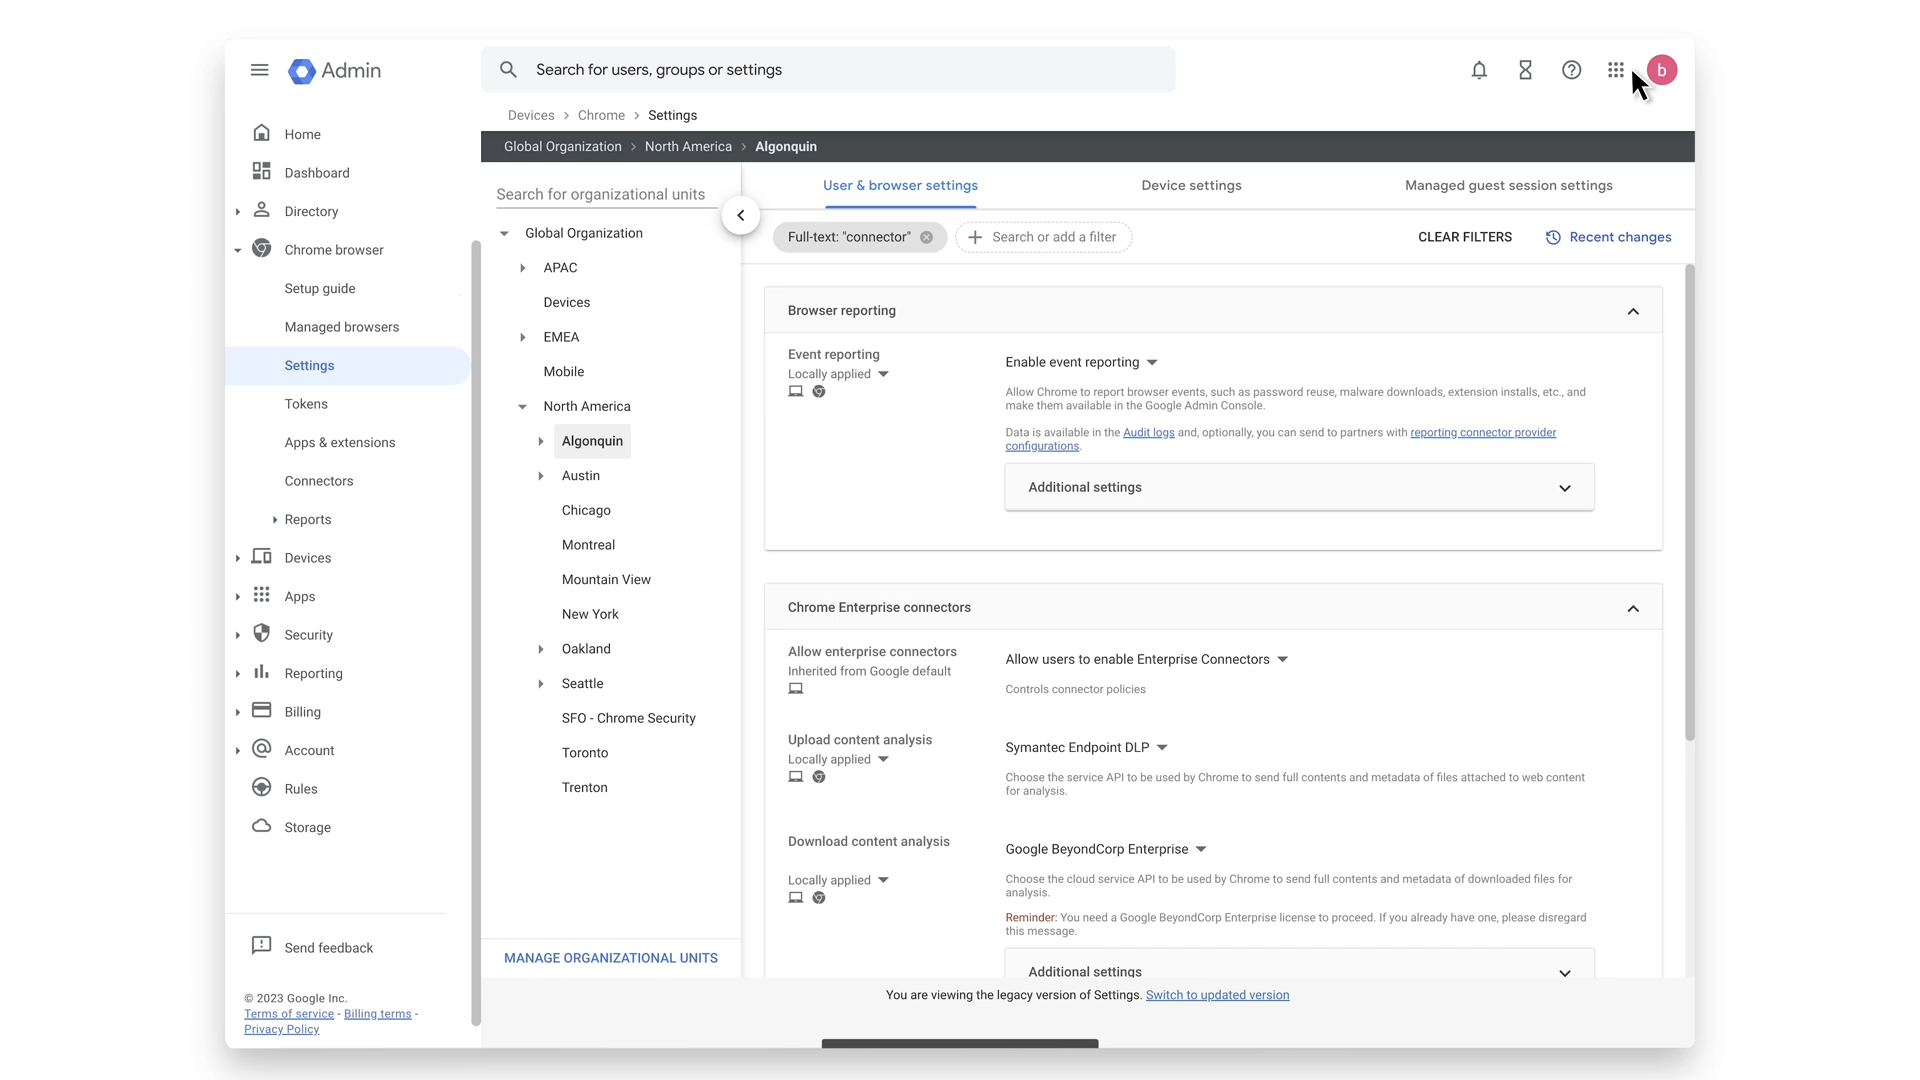 Admin
Search for users, groups or settings
b
Devices > Chrome > Settings
Global Organization > North America > Algonquin
Home
Dashboard
Directory
Chrome browser
Setup guide
Managed browsers
Settings
Tokens
Apps & extensions
Connectors
Reports
Devices
Apps
Security
Reporting
Billing
Account
Rules
Storage
Send feedback
© 2023 Google Inc.
Terms of service - Billing terms -
Privacy Policy
Search for organizational units
Global Organization
APAC
Devices
EMEA
Mobile
North America
Algonquin
Austin
Chicago
Montreal
Mountain View
New York
Oakland
Seattle
SFO - Chrome Security
Toronto
Trenton
MANAGE ORGANIZATIONAL UNITS
User & browser settings
Device settings
Managed guest session settings
Full-text: "connector"
Search or add a filter
CLEAR FILTERS
Recent changes
Browser reporting
Event reporting
Locally applied
Enable event reporting
Allow Chrome to report browser events, such as password reuse, malware downloads, extension installs, etc., and
make them available in the Google Admin Console.
Data is available in the Audit logs and, optionally, you can send to partners with reporting connector provider
configurations.
Additional settings
Chrome Enterprise connectors
Allow enterprise connectors
Inherited from Google default
Allow users to enable Enterprise Connectors
Controls connector policies
Upload content analysis
Locally applied
Symantec Endpoint DLP
Choose the service API to be used by Chrome to send full contents and metadata of files attached to web content
for analysis.
Download content analysis
Locally applied
Google BeyondCorp Enterprise
Choose the cloud service API to be used by Chrome to send full contents and metadata of downloaded files for
analysis.
Reminder: You need a Google BeyondCorp Enterprise license to proceed. If you already have one, please disregard
this message.
Additional settings
You are viewing the legacy version of Settings. Switch to updated version